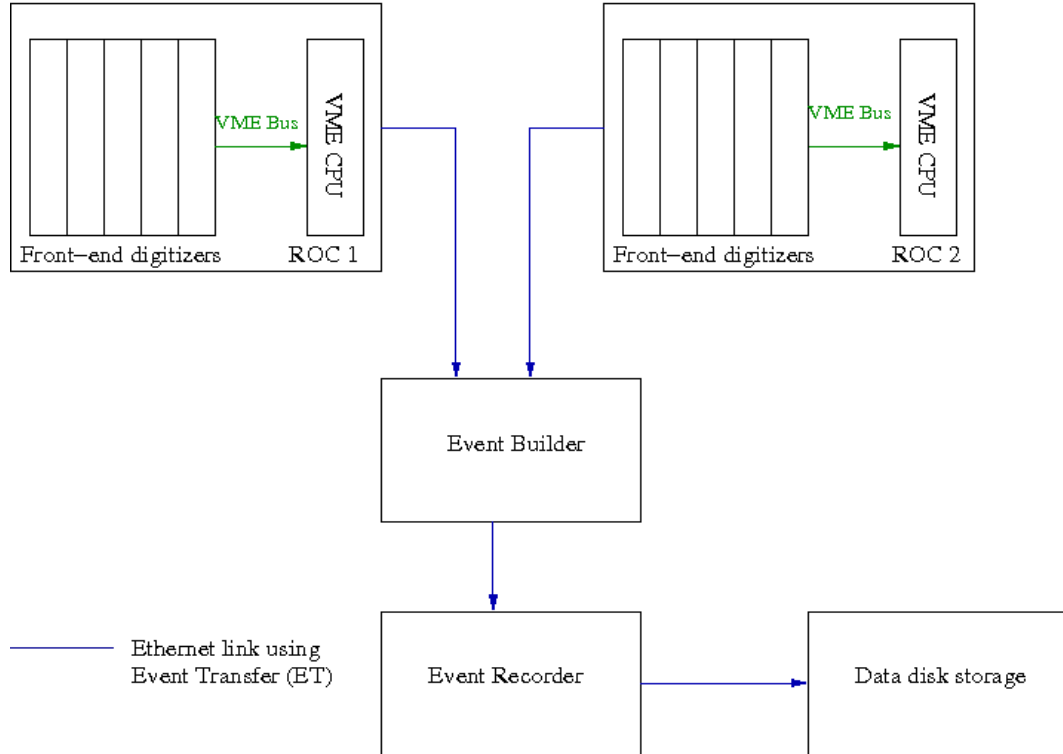 VME Bus
VME CPU
Front-end digitizers
ROC 1
VME Bus
VME CPU
Front-end digitizers
ROC 2
Event Builder
Ethernet link using
Event Transfer (ET)
Event Recorder
Data disk storage